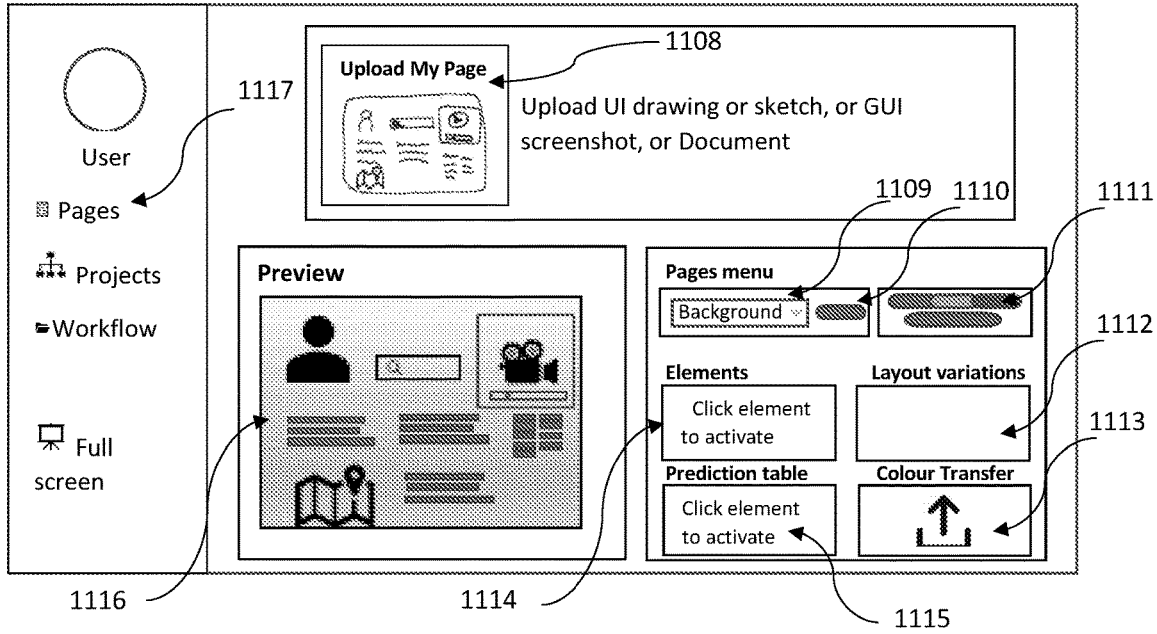 1108
Upload My Page
1117
Upload UI drawing or sketch, or GUI
screenshot, or Document
User
1109
1110
1111
Pages
Projects
Workflow
Full
screen
Preview
Pages menu
Background
1112
Elements
Layout variations
Click element
to activate
1113
Prediction table
Colour Transfer
Click element
to activate
1116
1114
1115